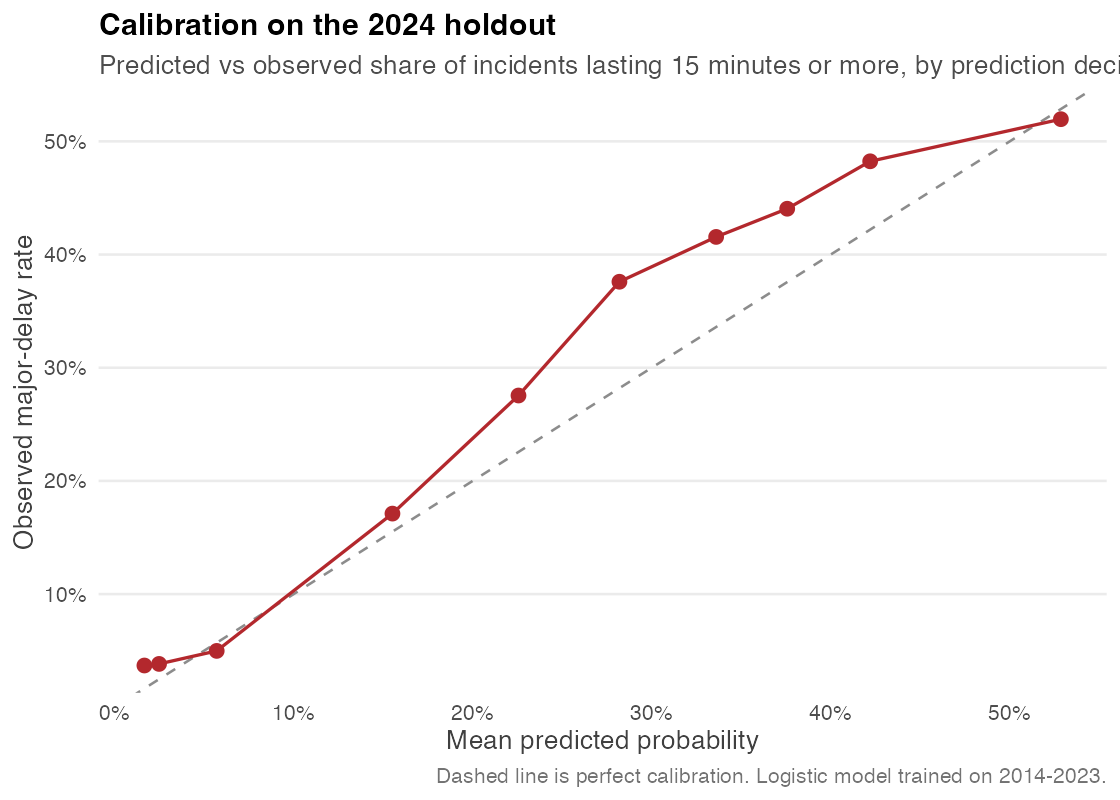 Calibration on the 2024 holdout
Predicted vs observed share of incidents lasting 15 minutes or more, by prediction deci
50%
40%
30%
20%
10%
Observed major-delay rate
0% 10% 20% 30% 40% 50%
Mean predicted probability
Dashed line is perfect calibration. Logistic model trained on 2014-2023.